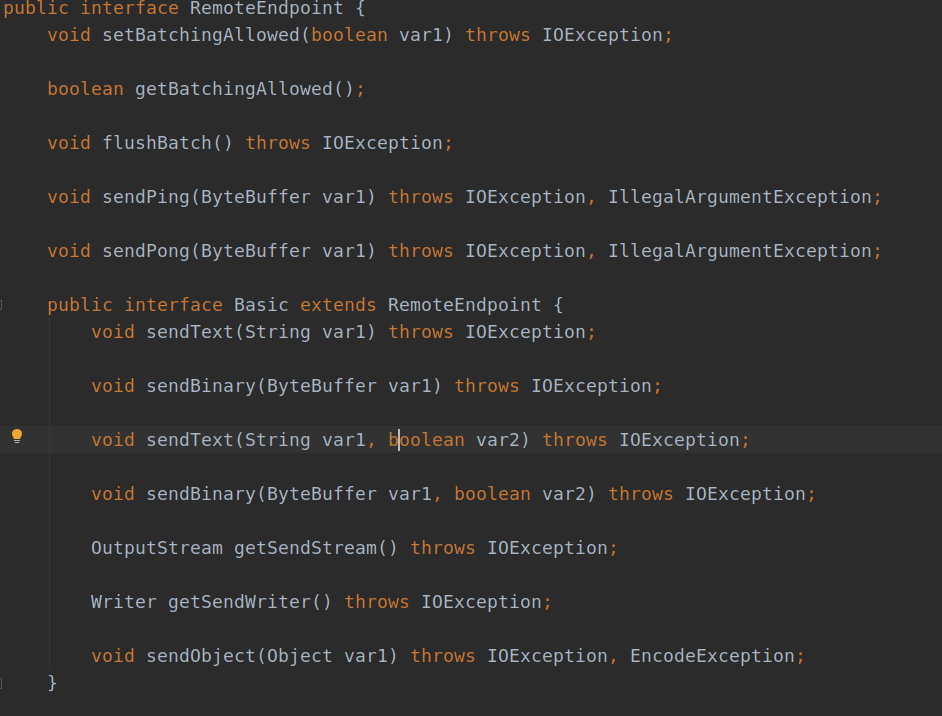 public interface RemoteEndpoint {
void setBatchingAllowed(boolean var1) throws IOException;
boolean getBatchingAllowed();
void flushBatch() throws IOException;
void sendPing(ByteBuffer var1) throws IOException, IllegalArgumentException;
void sendPong(ByteBuffer var1) throws IOException, IllegalArgumentException;
public interface Basic extends RemoteEndpoint {
void sendText(String var1) throws IOException;
void sendBinary(ByteBuffer var1) throws IOException;
void sendText(String var1, boolean var2) throws IOException;
void sendBinary(ByteBuffer var1, boolean var2) throws IOException;
OutputStream getSendStream() throws IOException;
Writer getSendWriter() throws IOException;
void sendObject(Object var1) throws IOException, EncodeException;
}